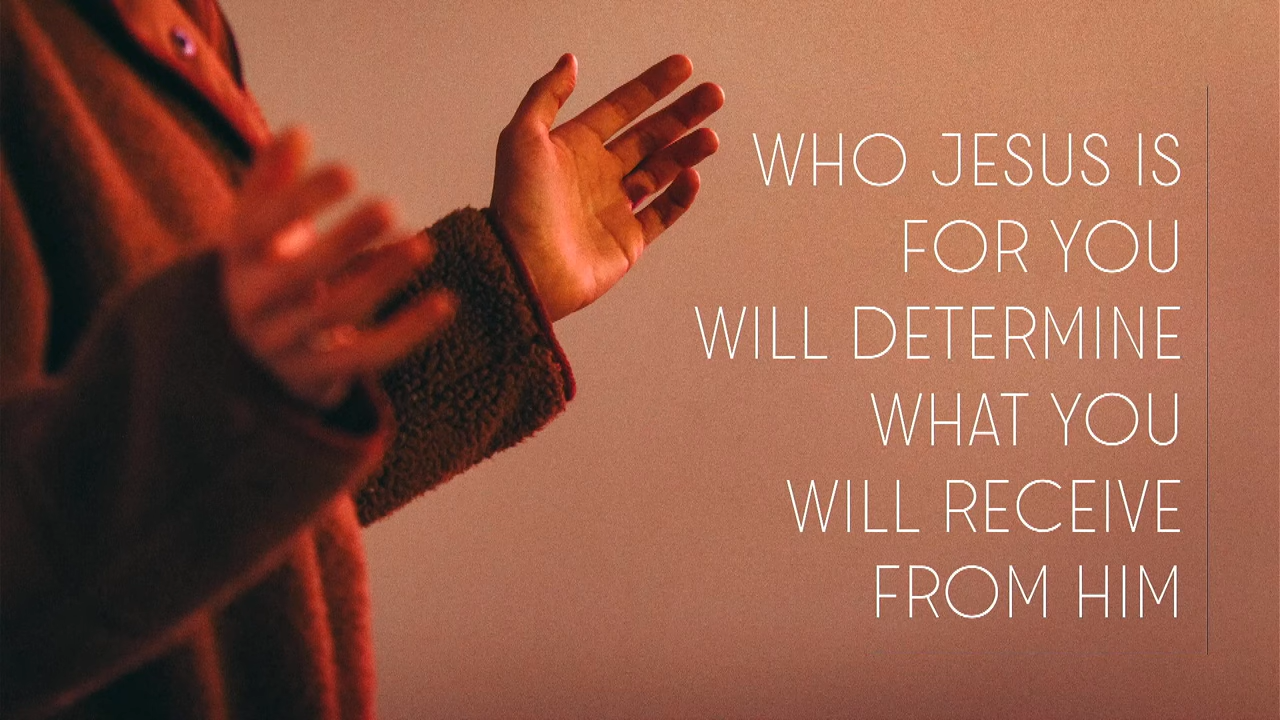 WHO JESUS IS
FOR YOU
WILL DETERMINE
WHAT YOU
WILL RECEIVE
FROM HIM